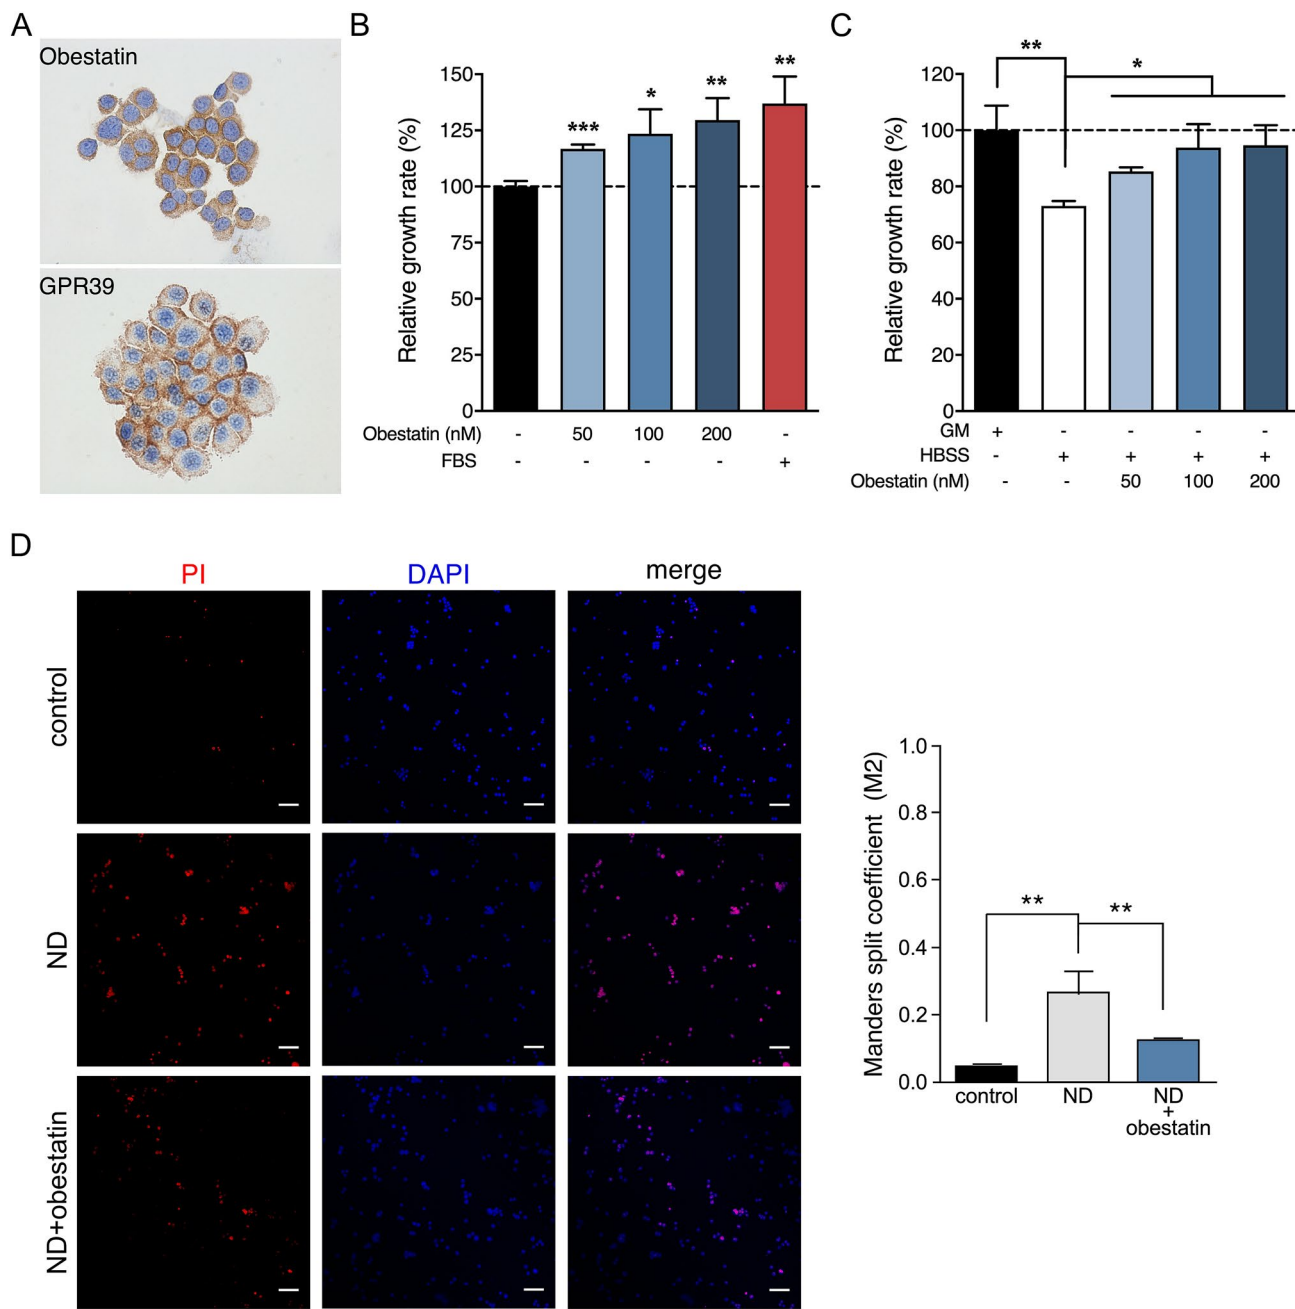 A
Obestatin
GPR39
B
Relative growth rate (%)
150
125
100
75
50
25
0
***
*
**
**
Obestatin (nM) - 50 100 200 -
FBS - - - - +
C
Relative growth rate (%)
120
100
80
60
40
20
0
**
*
GM + - - - -
HBSS - + + + +
Obestatin (nM) - - 50 100 200
D
PI DAPI merge
control
ND
ND+obestatin
Manders split coefficient (M2)
1.0
0.8
0.6
0.4
0.2
0.0
**
**
control ND ND
+
obestatin